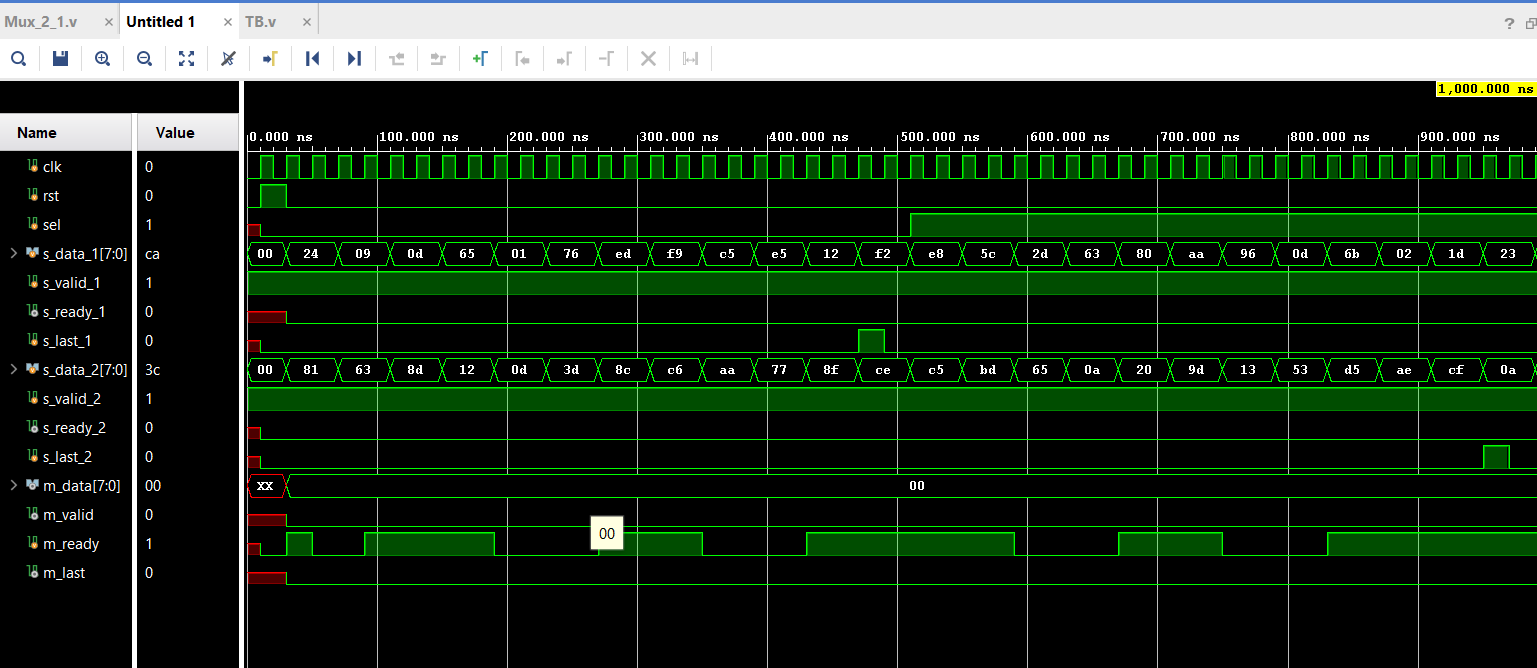 Mux_2_1.v × Untitled 1 × TB.v ×
?
1,000.000 ns
Name Value
0.000 ns 100.000 ns 200.000 ns 300.000 ns 400.000 ns 500.000 ns 600.000 ns 700.000 ns 800.000 ns 900.000 ns
clk 0
rst 0
sel 1
s_data_1[7:0] ca 00 24 09 0d 65 01 76 ed f9 c5 e5 12 f2 e8 5c 2d 63 80 aa 96 0d 6b 02 1d 23
s_valid_1 1
s_ready_1 0
s_last_1 0
s_data_2[7:0] 3c 00 81 63 8d 12 0d 3d 8c c6 aa 77 8f ce c5 bd 65 0a 20 9d 13 53 d5 ae cf 0a
s_valid_2 1
s_ready_2 0
s_last_2 0
m_data[7:0] 00 XX 00
m_valid 0
00
m_ready 1
m_last 0